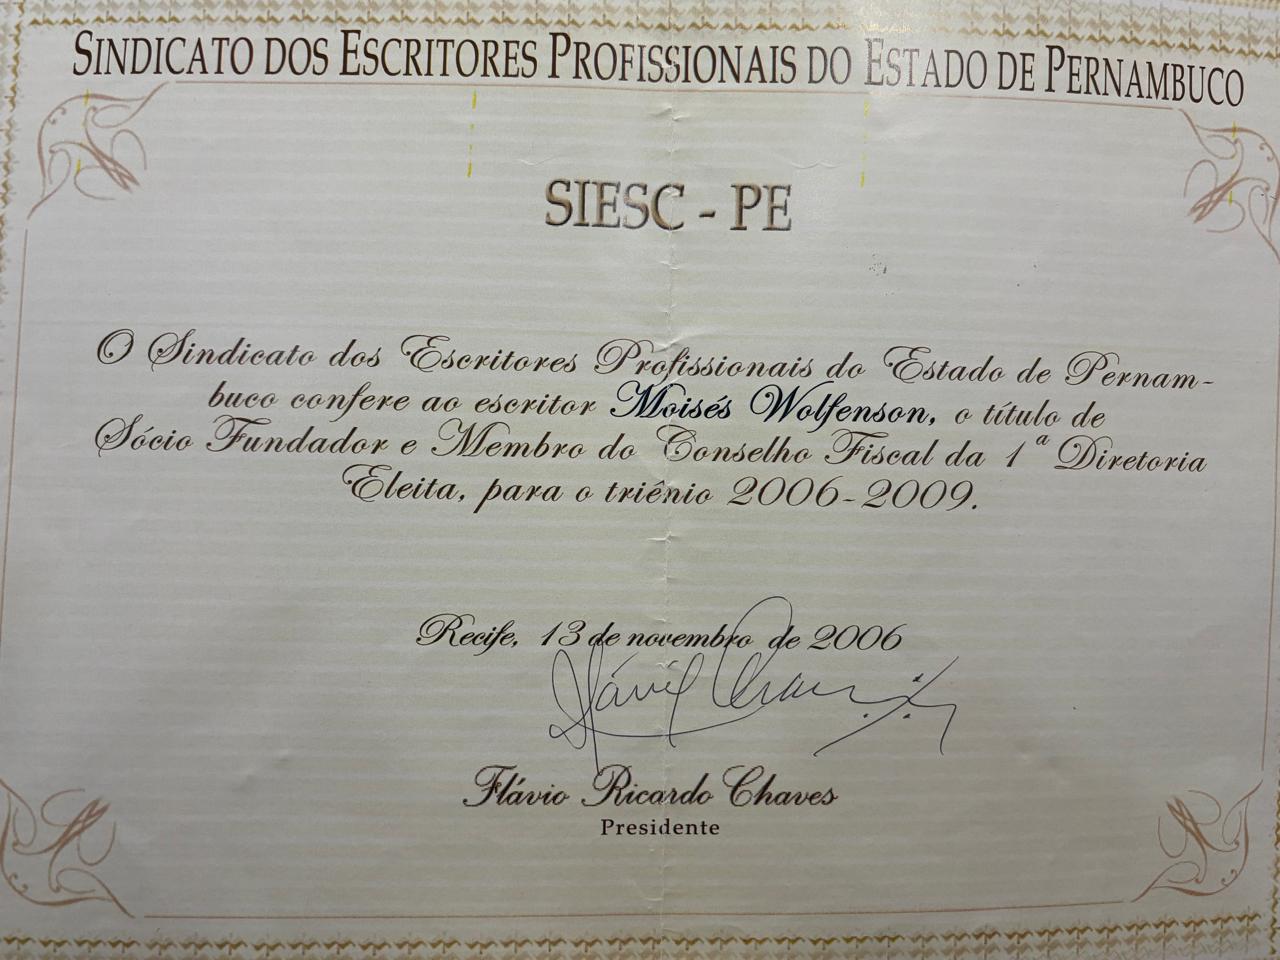 SINDICATO DOS ESCRITORES PROFISSIONAIS DO ESTADO DE PERNAMBUCO
SIESC - PE
O Sindicato dos Escritores Profissionais do Estado de Pernam-
buco confere ao escritor Moisés Wolfenson, o título de
Sócio Fundador e Membro do Conselho Fiscal da 1ª Diretoria
Eleita, para o triênio 2006-2009.
Recife, 13 de novembro de 2006
Flávio Chaves
Flávio Ricardo Chaves
Presidente